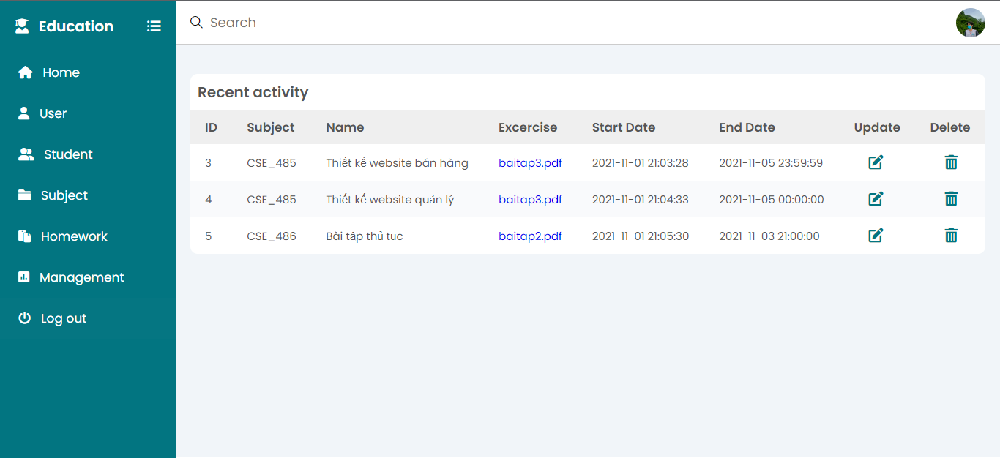 Education
Search
Home
User
Student
Subject
Homework
Management
Log out
Recent activity
ID Subject Name Excercise Start Date End Date Update Delete
3 CSE_485 Thiết kế website bán hàng baitap3.pdf 2021-11-01 21:03:28 2021-11-05 23:59:59
4 CSE_485 Thiết kế website quản lý baitap3.pdf 2021-11-01 21:04:33 2021-11-05 00:00:00
5 CSE_486 Bài tập thủ tục baitap2.pdf 2021-11-01 21:05:30 2021-11-03 21:00:00